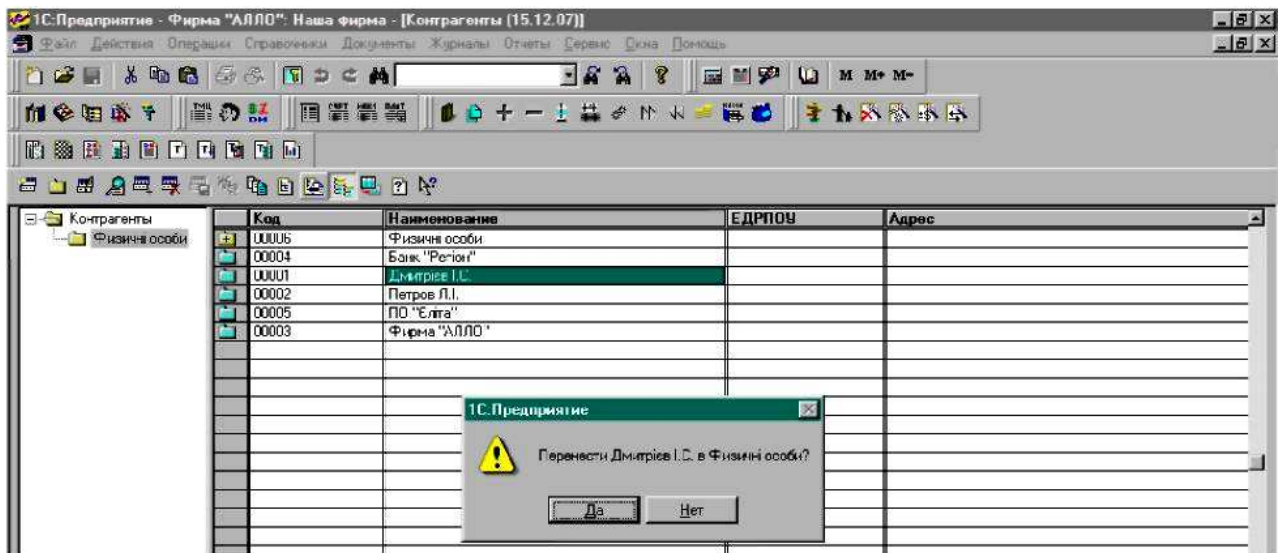 1С:Предприятие - Фирма "АЛЛО": Наша фирма - [Контрагенты (15.12.07)]
Файл Действия Операции Справочники Документы Журналы Отчеты Сервис Окна Помощь
М М+ М-
Контрагенты
Физичні особи
Код Наименование ЕДРПОУ Адрес
00006 Физичні особи
00004 Банк "Регіон"
00001 Дмитрієв І.С.
00002 Петров Л.І.
00005 ПО "Еліта"
00003 Фирма "АЛЛО"
1С:Предприятие
Перенести Дмитрієв І.С. в Физичні особи?
Да Нет